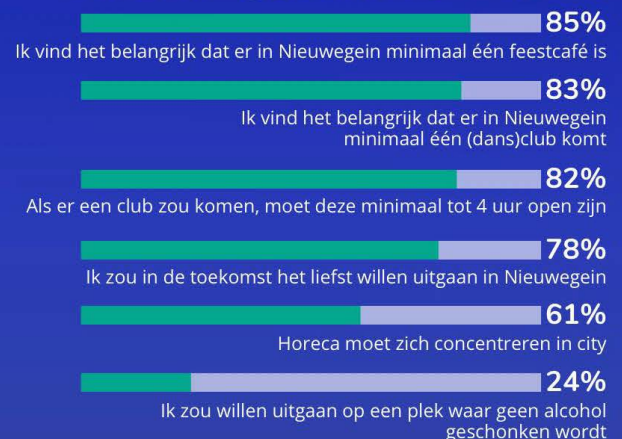 85%
Ik vind het belangrijk dat er in Nieuwegein minimaal één feestcafé is
83%
Ik vind het belangrijk dat er in Nieuwegein
minimaal één (dans)club komt
82%
Als er een club zou komen, moet deze minimaal tot 4 uur open zijn
78%
Ik zou in de toekomst het liefst willen uitgaan in Nieuwegein
61%
Horeca moet zich concentreren in city
24%
Ik zou willen uitgaan op een plek waar geen alcohol
geschonken wordt